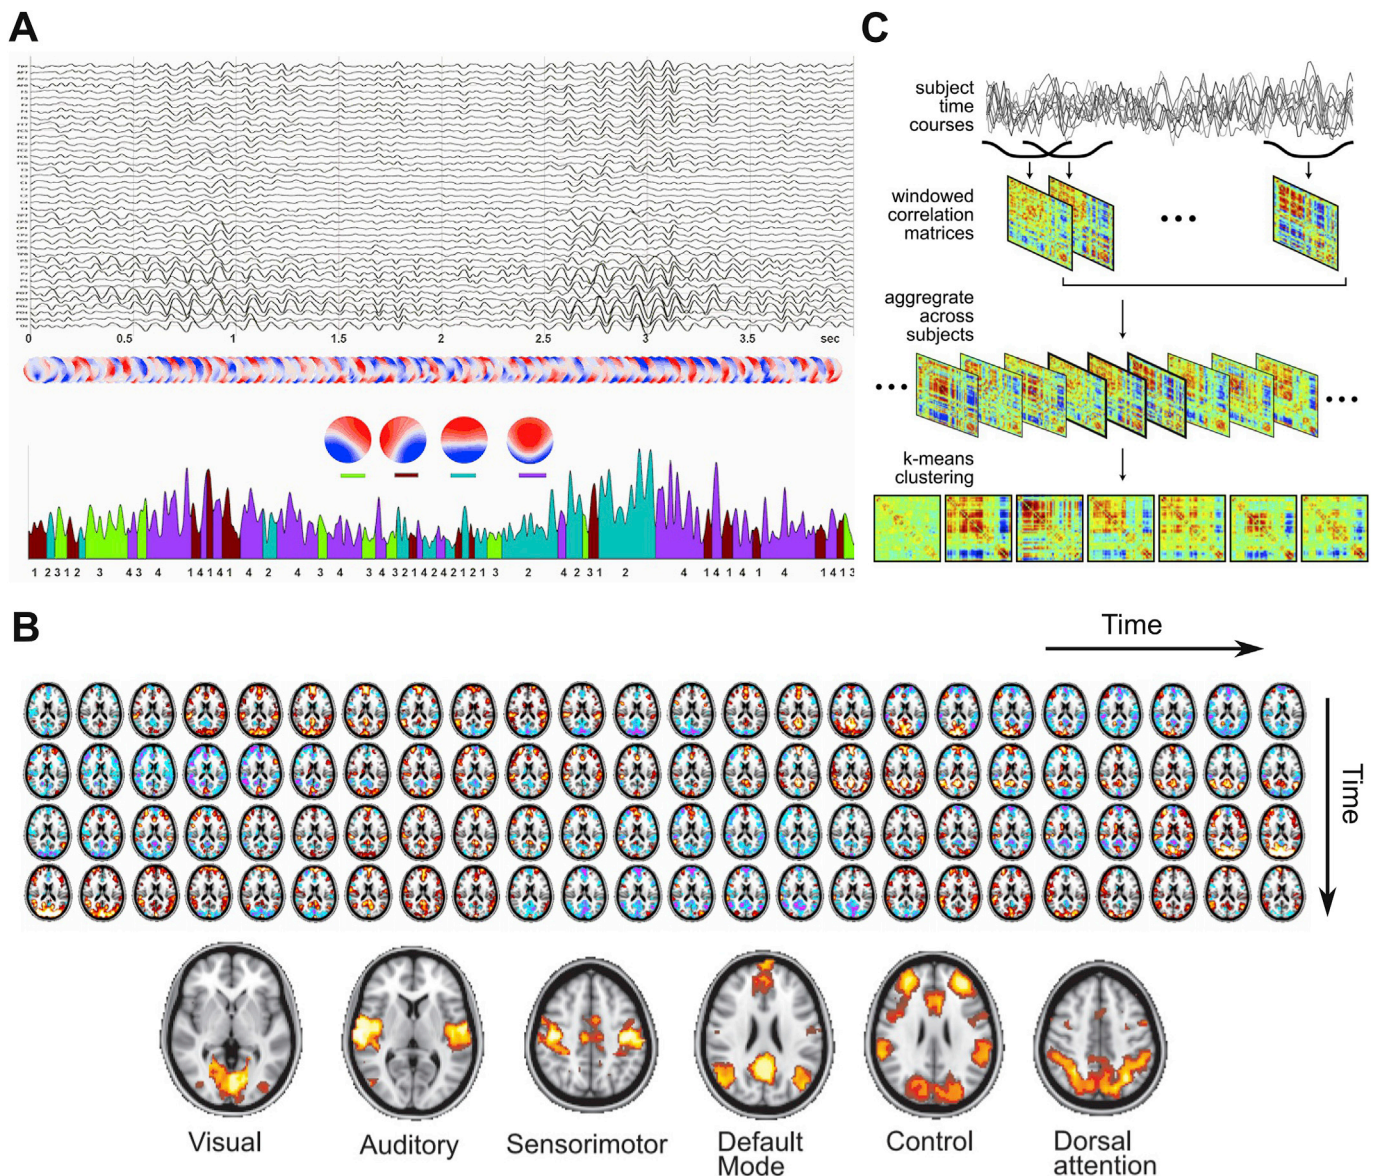 A
0
0.5
1
1.5
2
2.5
3
3.5
sec
1 2 3 1 2 3 4 3 4 1 4 1 4 1 4 2 4 3 4 3 4 3 2 1 4 2 4 2 1 2 1 3 2 4 2 3 1 2 4 1 4 1 4 1 4 1 4 1 3
C
subject
time
courses
windowed
correlation
matrices
aggregate
across
subjects
k-means
clustering
B
Time
Time
Visual
Auditory
Sensorimotor
Default
Mode
Control
Dorsal
attention